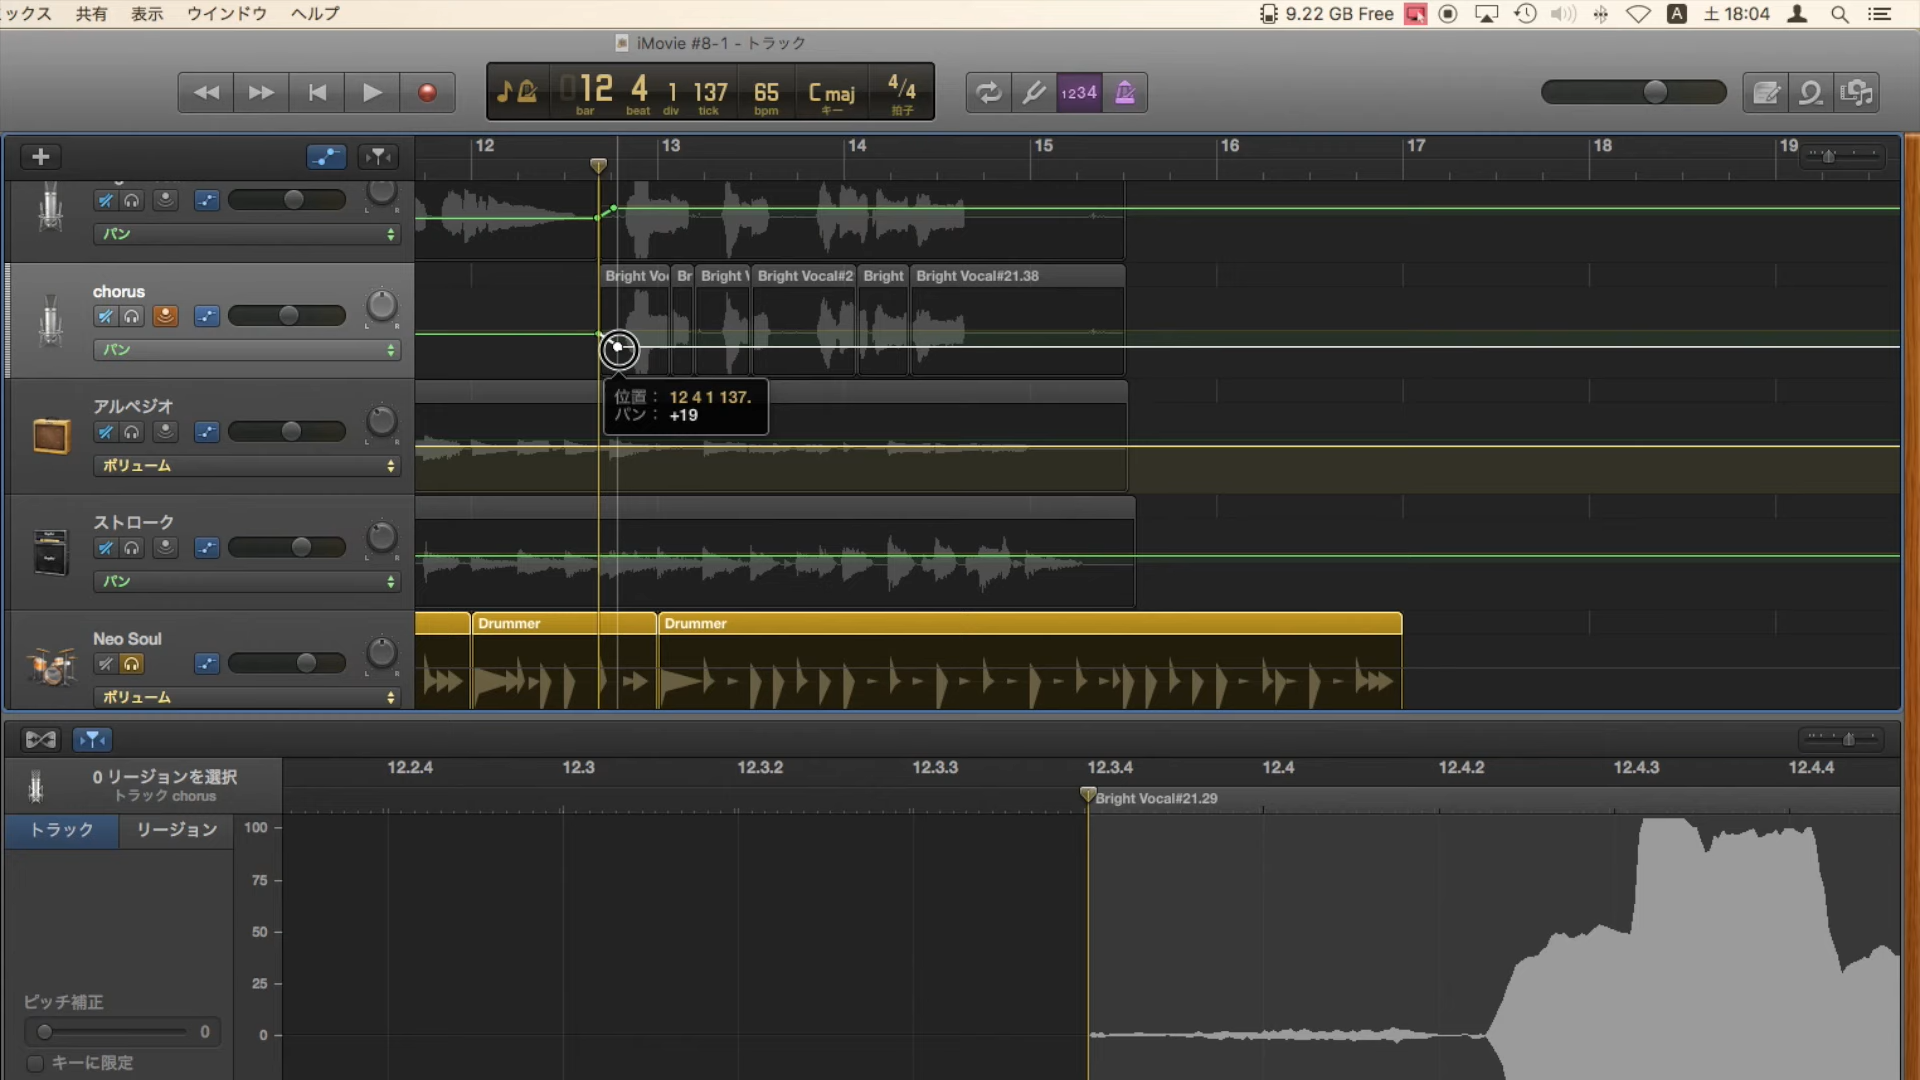 ックス 共有 表示 ウインドウ ヘルプ
9.22 GB Free A 土 18:04
iMovie #8-1 - トラック
12 4 1 137 65 C maj 4/4
bar beat div tick bpm キー 拍子
1234
12 13 14 15 16 17 18 19
パン
chorus
L R
パン
Bright Vo Br Bright V Bright Vocal#2 Bright Bright Vocal#21.38
位置： 12 4 1 137.
パン： +19
アルペジオ
L R
ボリューム
ストローク
L R
パン
Neo Soul
L R
ボリューム
Drummer Drummer
12.2.4 12.3 12.3.2 12.3.3 12.3.4 12.4 12.4.2 12.4.3 12.4.4
0 リージョンを選択
トラック chorus
Bright Vocal#21.29
トラック リージョン
100
75
50
25
0
ピッチ補正
0
キーに限定